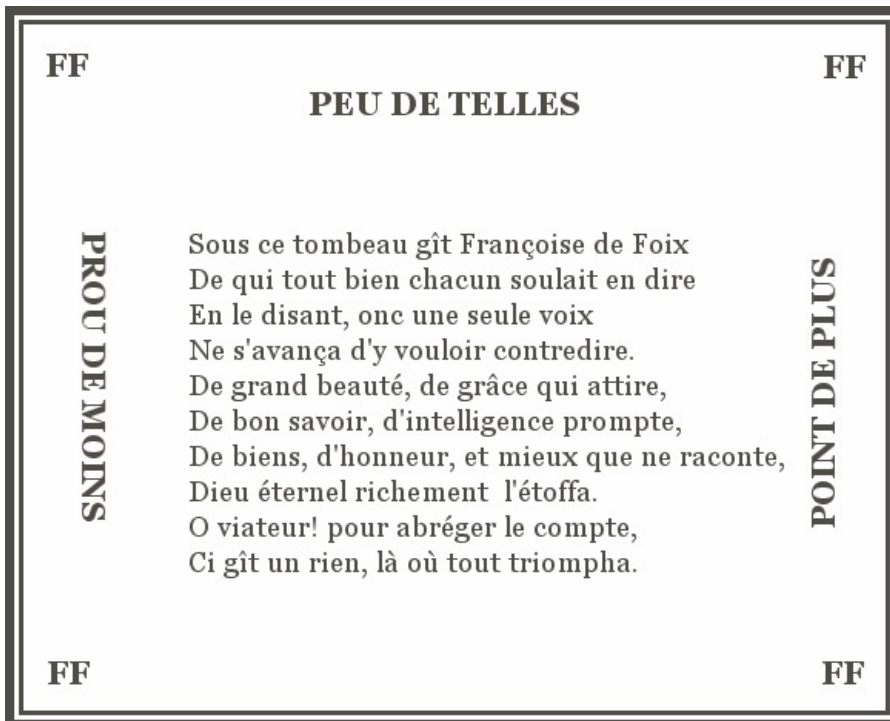 FF FF
PEU DE TELLES
PROU DE MOINS
Sous ce tombeau gît Françoise de Foix
De qui tout bien chacun soulait en dire
En le disant, onc une seule voix
Ne s'avança d'y vouloir contredire.
De grand beauté, de grâce qui attire,
De bon savoir, d'intelligence prompte,
De biens, d'honneur, et mieux que ne raconte,
Dieu éternel richement l'étoffa.
O viateur! pour abréger le compte,
Ci gît un rien, là où tout triompha.
POINT DE PLUS
FF FF